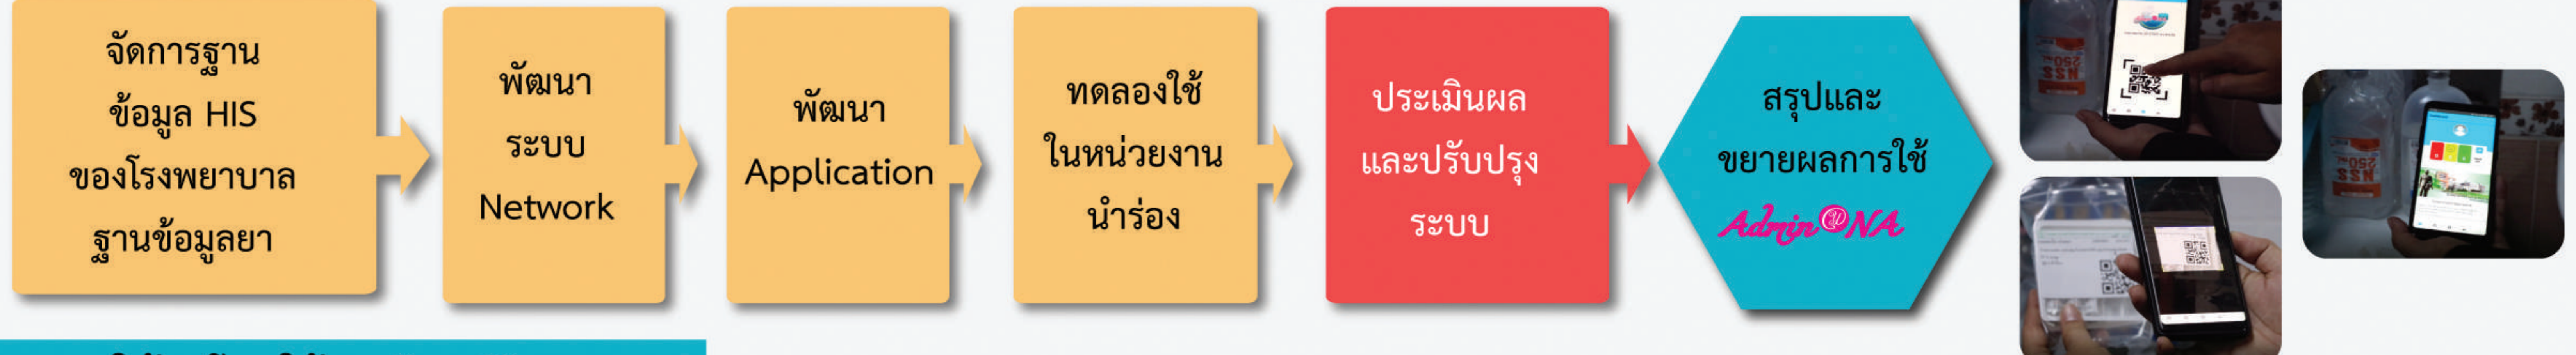 จัดการฐาน
ข้อมูล HIS
ของโรงพยาบาล
ฐานข้อมูลยา
พัฒนา
ระบบ
Network
พัฒนา
Application
ทดลองใช้
ในหน่วยงาน
นำร่อง
ประเมินผล
และปรับปรุง
ระบบ
สรุปและ
ขยายผลการใช้
Admin@NA
NSS
NSS